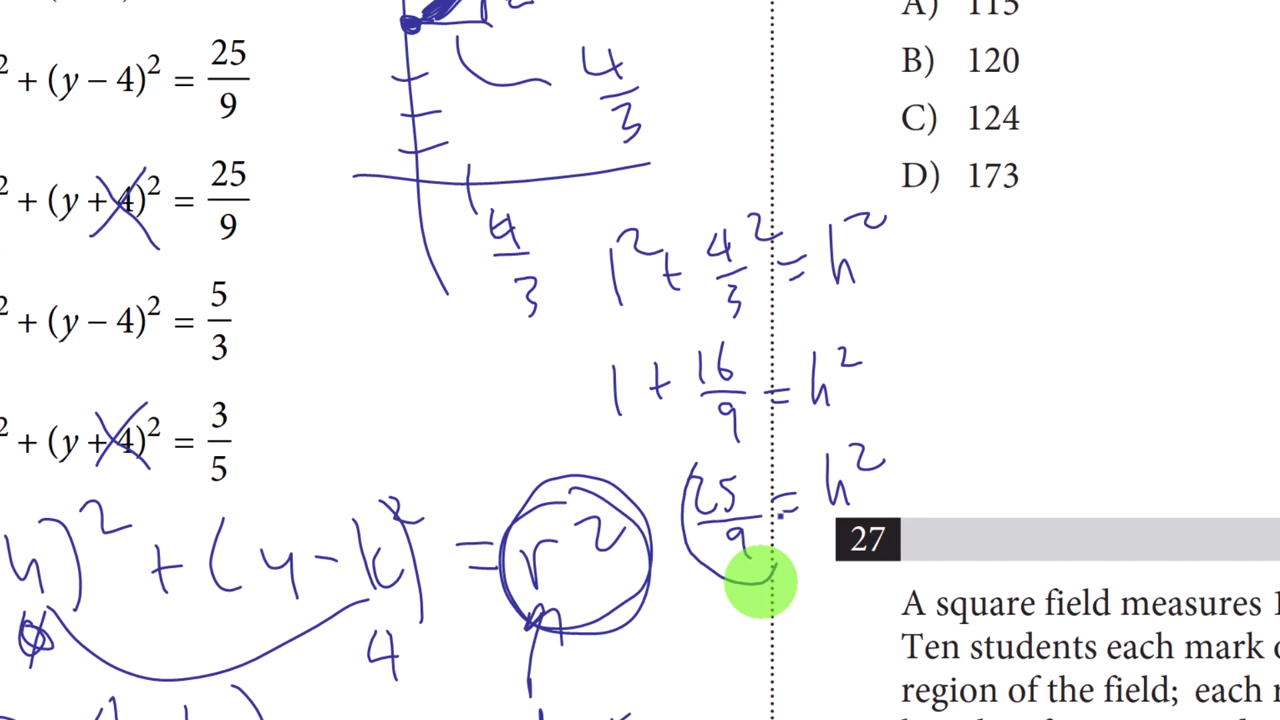 ² + (y − 4)² = 25/9
² + (y + 4)² = 25/9
² + (y − 4)² = 5/3
² + (y + 4)² = 3/5
4/3
4/3
1² + 4/3² = h²
1 + 16/9 = h²
25/9 = h²
h)² + (y − k)² = r²
4
A) 115
B) 120
C) 124
D) 173
27
A square field measures 1
Ten students each mark
region of the field; each